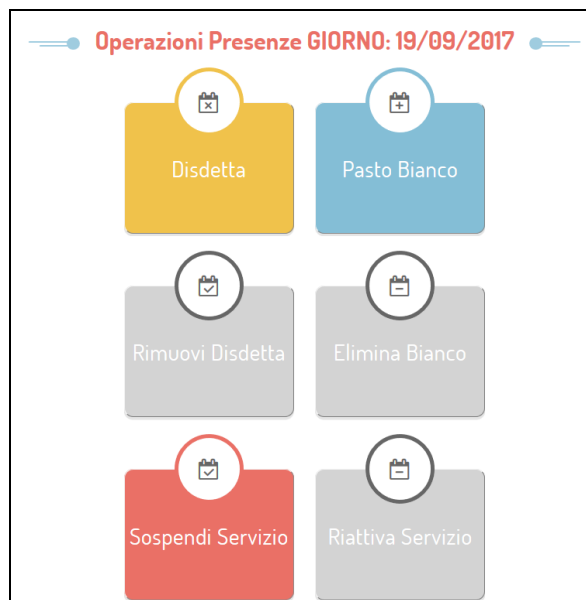 Operazioni Presenze GIORNO: 19/09/2017
Disdetta
Pasto Bianco
Rimuovi Disdetta
Elimina Bianco
Sospendi Servizio
Riattiva Servizio